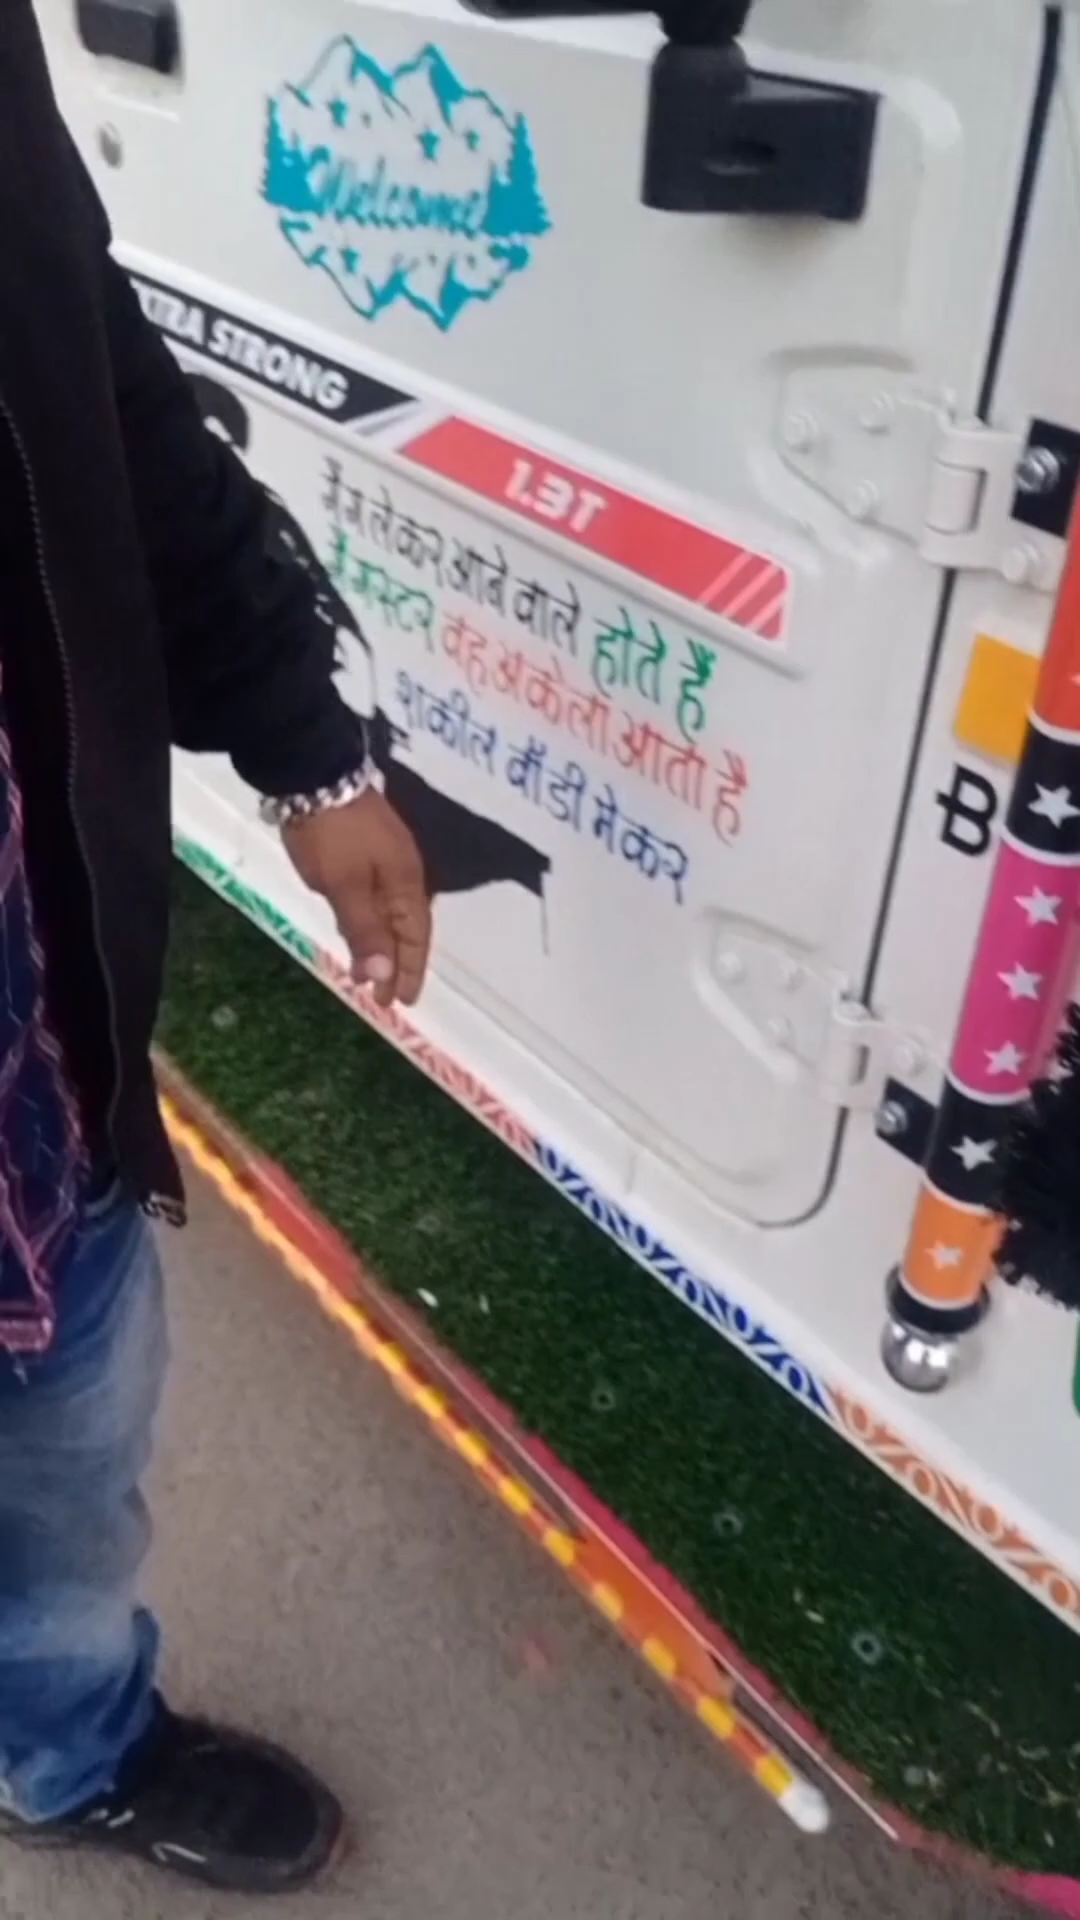 Welcome
XTRA STRONG
1.3T
गैंग लेकर आने वाले होते हैं
गैंगस्टर वह अकेला आता है
शकील बॉडी मेकर
B